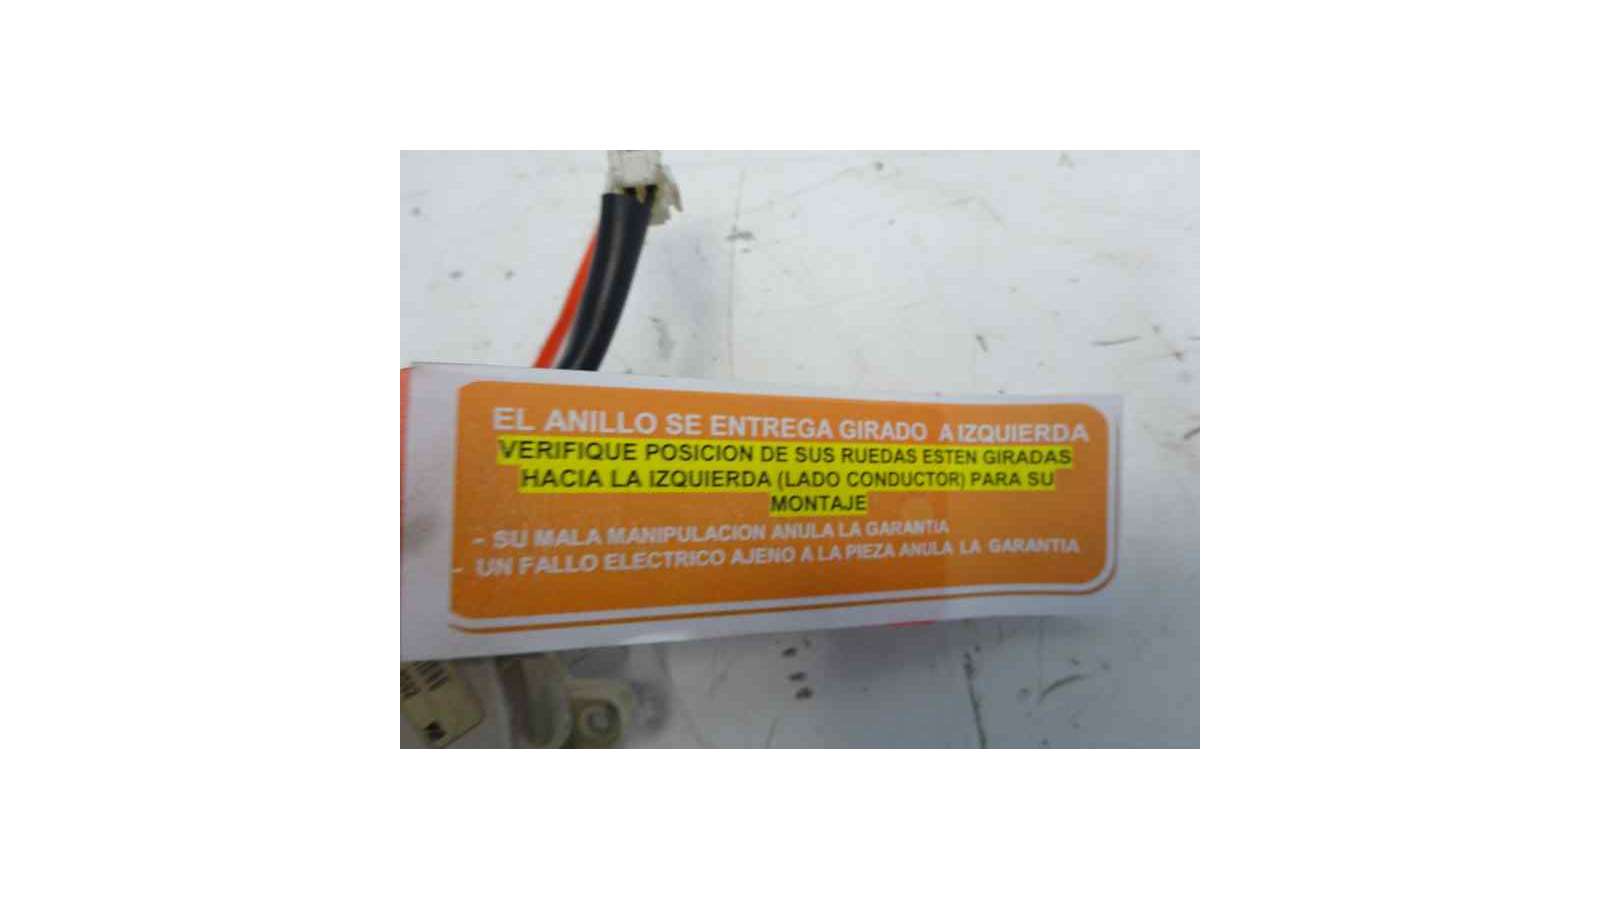 EL ANILLO SE ENTREGA GIRADO A IZQUIERDA
VERIFIQUE POSICION DE SUS RUEDAS ESTEN GIRADAS
HACIA LA IZQUIERDA (LADO CONDUCTOR) PARA SU
MONTAJE
- SU MALA MANIPULACION ANULA LA GARANTIA
- UN FALLO ELECTRICO AJENO A LA PIEZA ANULA LA GARANTIA